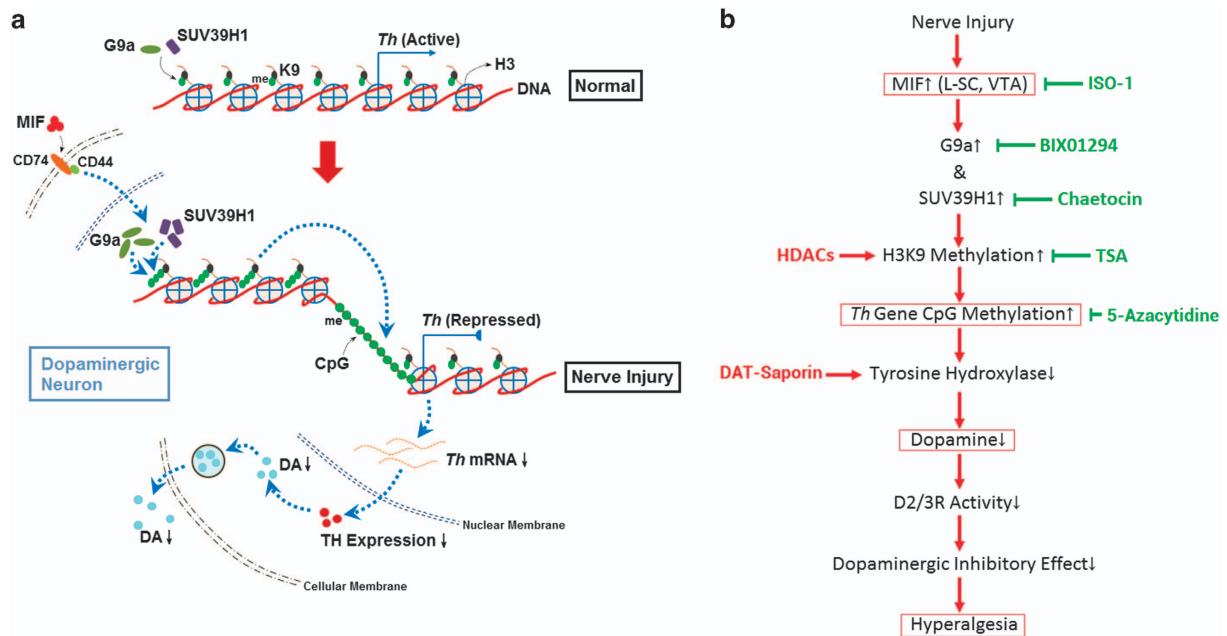 a
G9a
SUV39H1
me
K9
Th (Active)
H3
DNA
Normal
MIF
CD74
CD44
SUV39H1
G9a
me
CpG
Th (Repressed)
Nerve Injury
Dopaminergic
Neuron
Th mRNA↓
DA↓
DA↓
TH Expression↓
Nuclear Membrane
Cellular Membrane
b
Nerve Injury
MIF↑ (L-SC, VTA)
ISO-1
G9a↑
BIX01294
&
SUV39H1↑
Chaetocin
HDACs
H3K9 Methylation↑
TSA
Th Gene CpG Methylation↑
5-Azacytidine
DAT-Saporin
Tyrosine Hydroxylase↓
Dopamine↓
D2/3R Activity↓
Dopaminergic Inhibitory Effect↓
Hyperalgesia